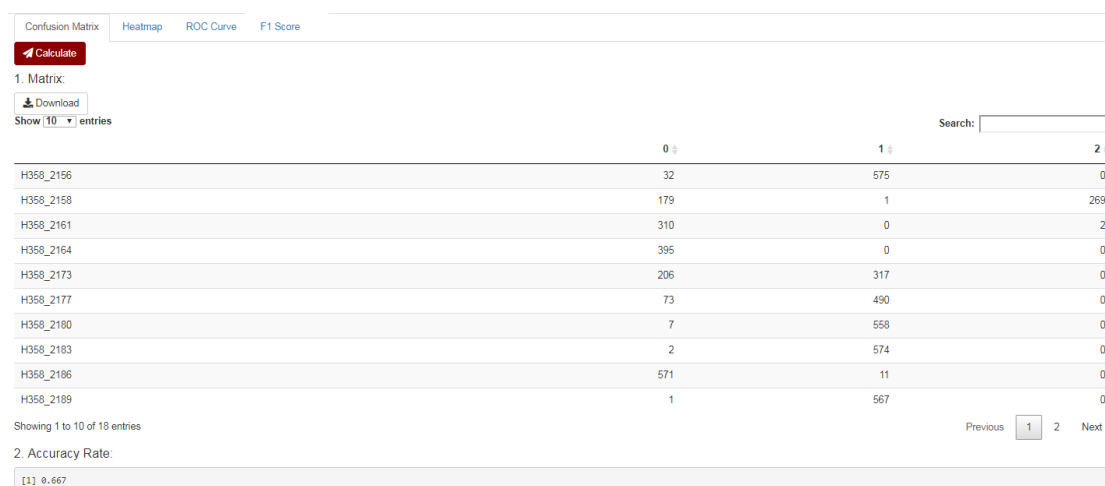 Confusion Matrix Heatmap ROC Curve F1 Score
Calculate
1. Matrix:
Download
Show 10 entries Search:
0 1 2
H358_2156 32 575 0
H358_2158 179 1 269
H358_2161 310 0 2
H358_2164 395 0 0
H358_2173 206 317 0
H358_2177 73 490 0
H358_2180 7 558 0
H358_2183 2 574 0
H358_2186 571 11 0
H358_2189 1 567 0
Showing 1 to 10 of 18 entries Previous 1 2 Next
2. Accuracy Rate:
[1] 0.667